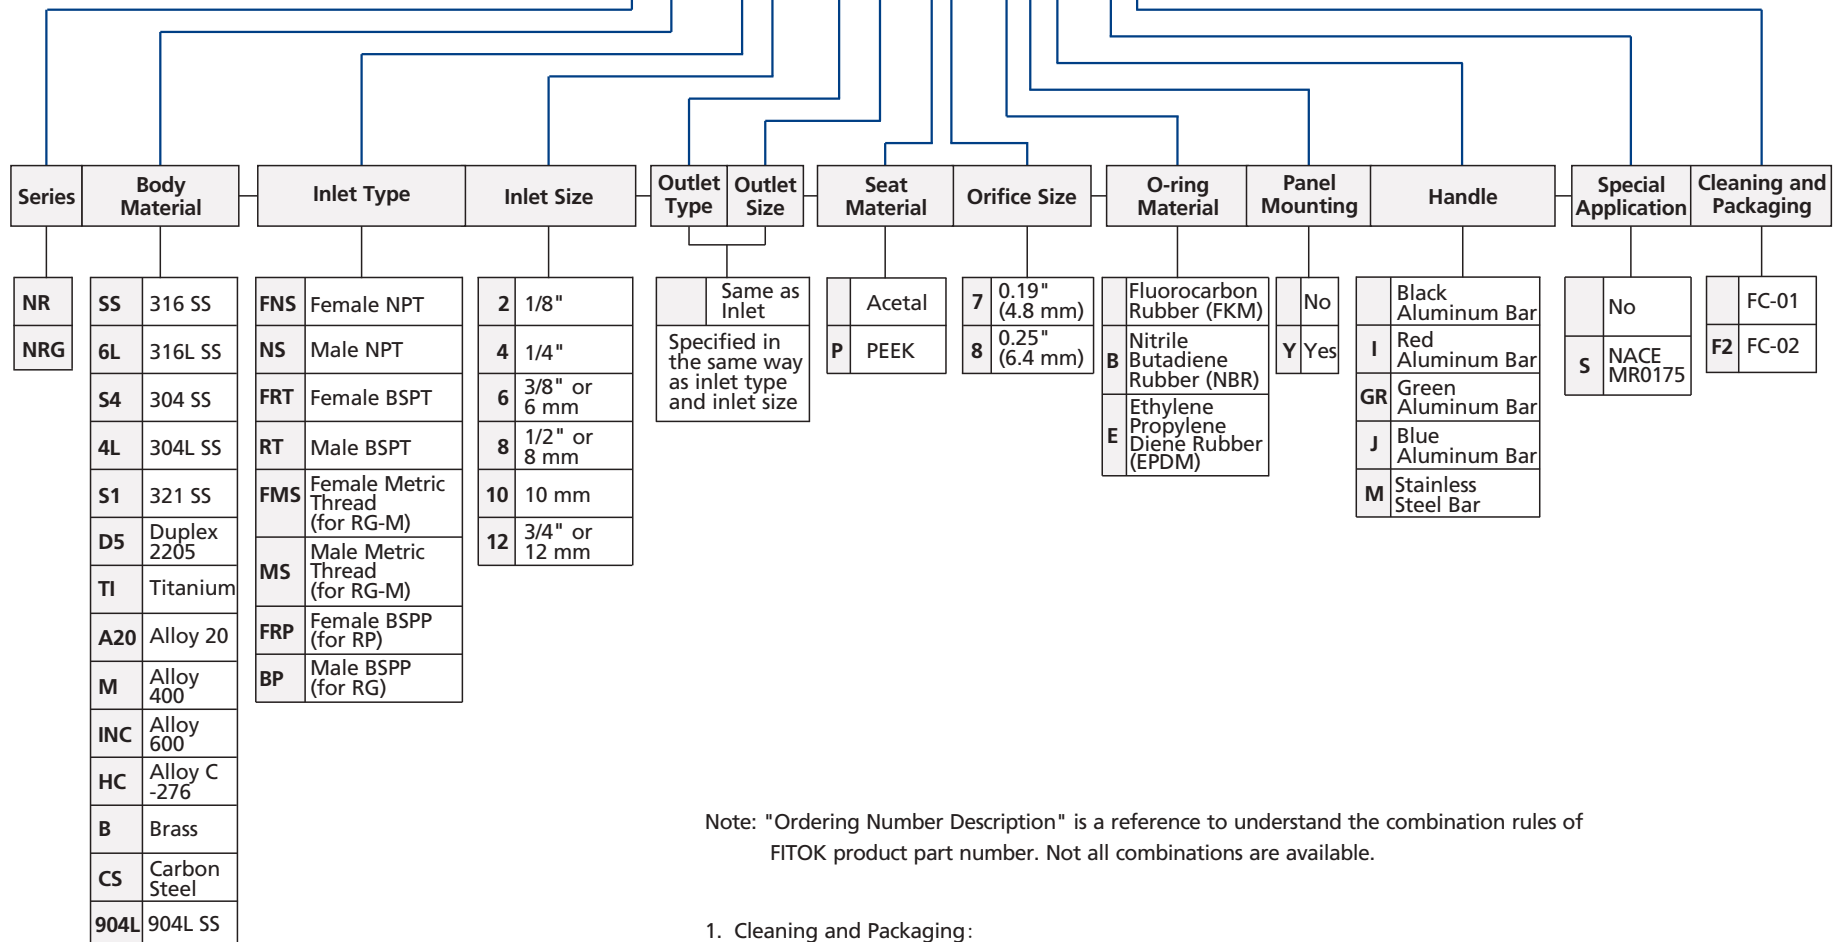 Series
Body
Material
Inlet Type
Inlet Size
Outlet
Type
Outlet
Size
Seat
Material
Orifice Size
O-ring
Material
Panel
Mounting
Handle
Special
Application
Cleaning and
Packaging
NR
NRG
SS 316 SS
6L 316L SS
S4 304 SS
4L 304L SS
S1 321 SS
D5 Duplex
2205
TI Titanium
A20 Alloy 20
M Alloy
400
INC Alloy
600
HC Alloy C
-276
B Brass
CS Carbon
Steel
904L 904L SS
FNS Female NPT
NS Male NPT
FRT Female BSPT
RT Male BSPT
FMS Female Metric
Thread
(for RG-M)
MS Male Metric
Thread
(for RG-M)
FRP Female BSPP
(for RP)
BP Male BSPP
(for RG)
2 1/8"
4 1/4"
6 3/8" or
6 mm
8 1/2" or
8 mm
10 10 mm
12 3/4" or
12 mm
Same as
Inlet
Specified in
the same way
as inlet type
and inlet size
Acetal
P PEEK
7 0.19"
(4.8 mm)
8 0.25"
(6.4 mm)
Fluorocarbon
Rubber (FKM)
B Nitrile
Butadiene
Rubber (NBR)
E Ethylene
Propylene
Diene Rubber
(EPDM)
No
Y Yes
Black
Aluminum Bar
I Red
Aluminum Bar
GR Green
Aluminum Bar
J Blue
Aluminum Bar
M Stainless
Steel Bar
No
S NACE
MR0175
FC-01
F2 FC-02
Note: "Ordering Number Description" is a reference to understand the combination rules of
FITOK product part number. Not all combinations are available.
1. Cleaning and Packaging: